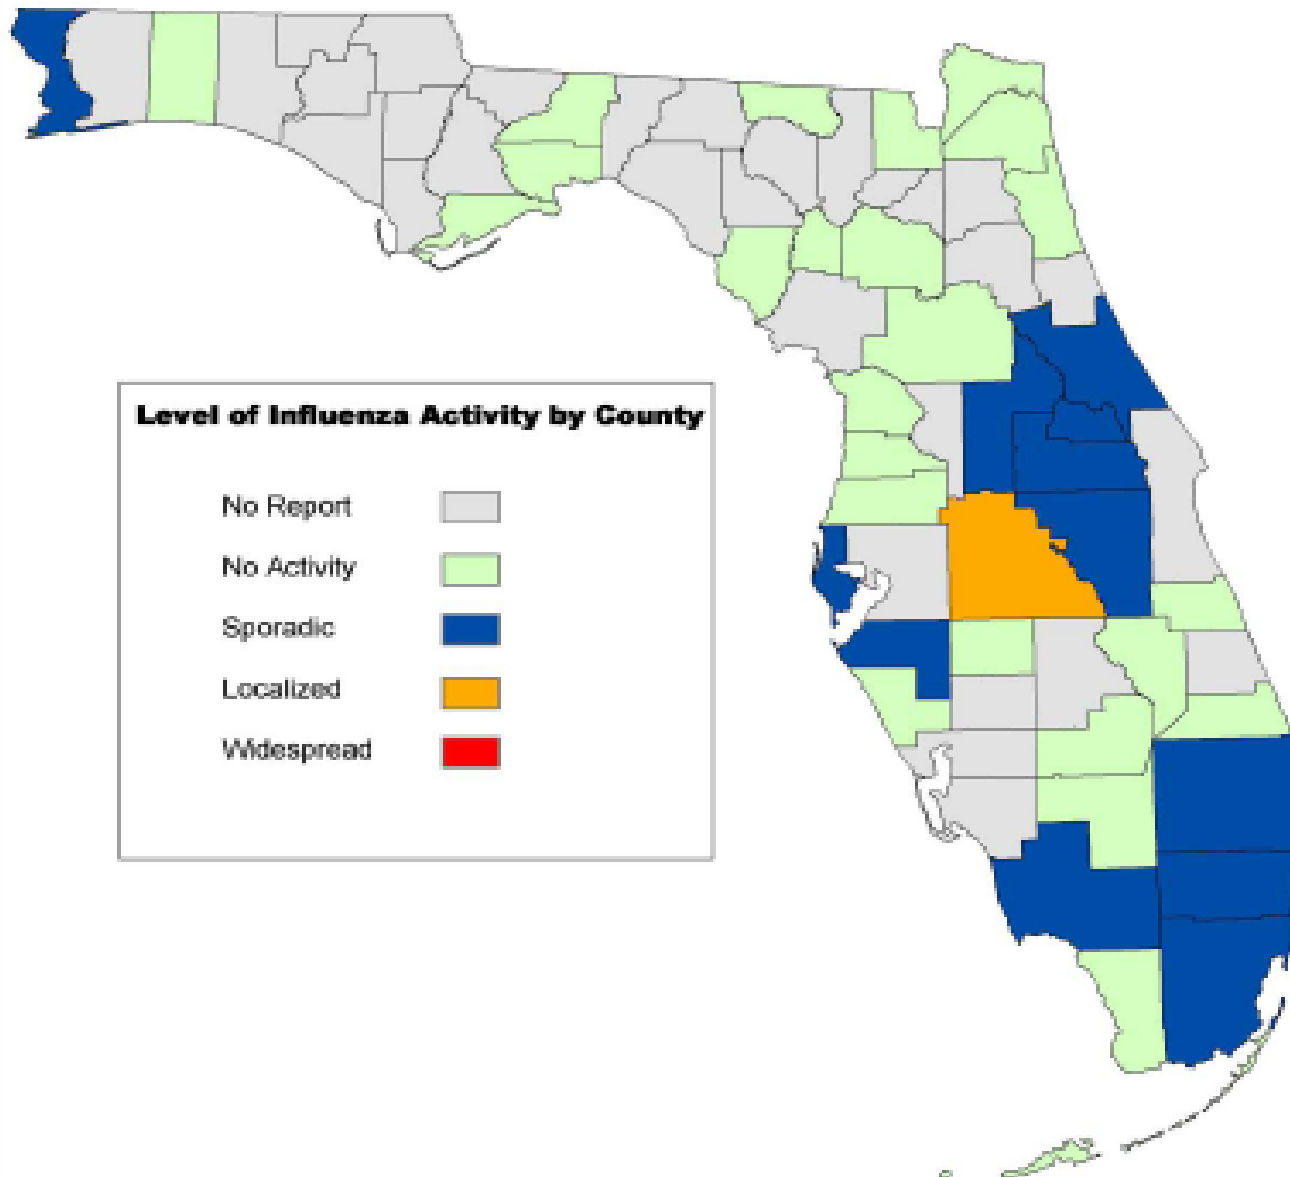 Level of Influenza Activity by County
No Report
No Activity
Sporadic
Localized
Widespread